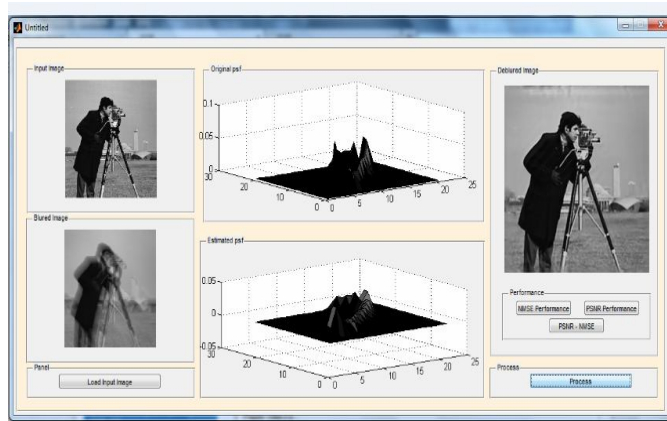 Untitled
Input Image
Original psf
Deblured Image
0.1
0.05
0
30
20
10
0
0
5
10
15
20
25
Blured Image
Estimated psf
0.05
0
-0.05
30
20
10
0
0
5
10
15
20
25
Performance
NMSE Performance
PSNR Performance
PSNR - NMSE
Panel
Load Input Image
Process
Process